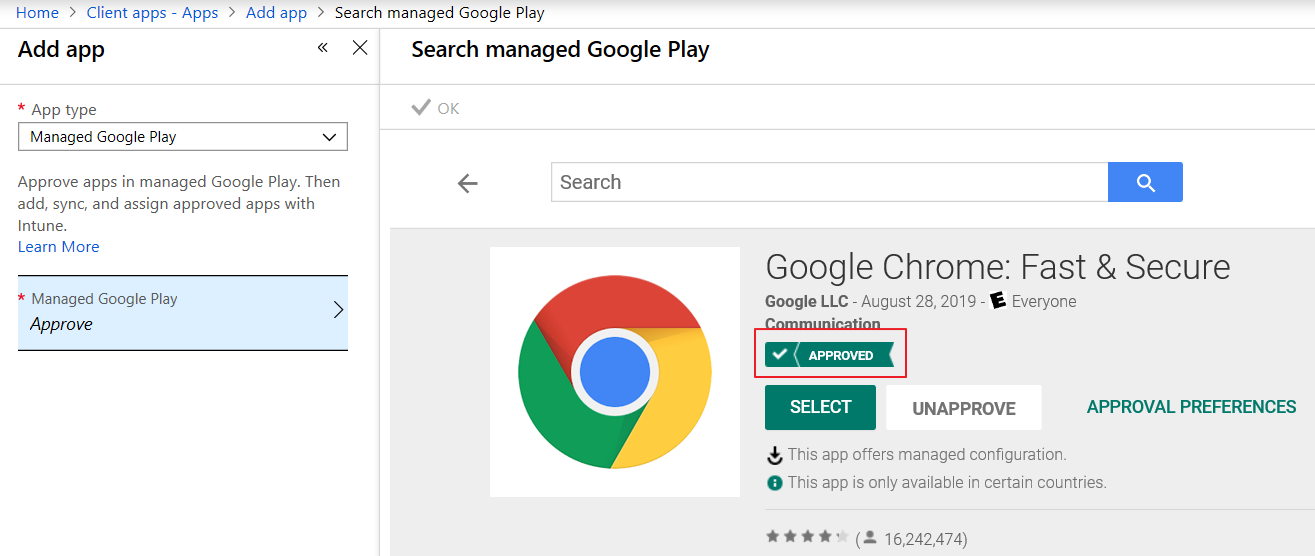 Home > Client apps - Apps > Add app > Search managed Google Play
Add app
* App type
Managed Google Play
Approve apps in managed Google Play. Then
add, sync, and assign approved apps with
Intune.
Learn More
* Managed Google Play
Approve
Search managed Google Play
OK
Search
Google Chrome: Fast & Secure
Google LLC - August 28, 2019 - E Everyone
Communication
APPROVED
SELECT UNAPPROVE APPROVAL PREFERENCES
This app offers managed configuration.
This app is only available in certain countries.
( 16,242,474)